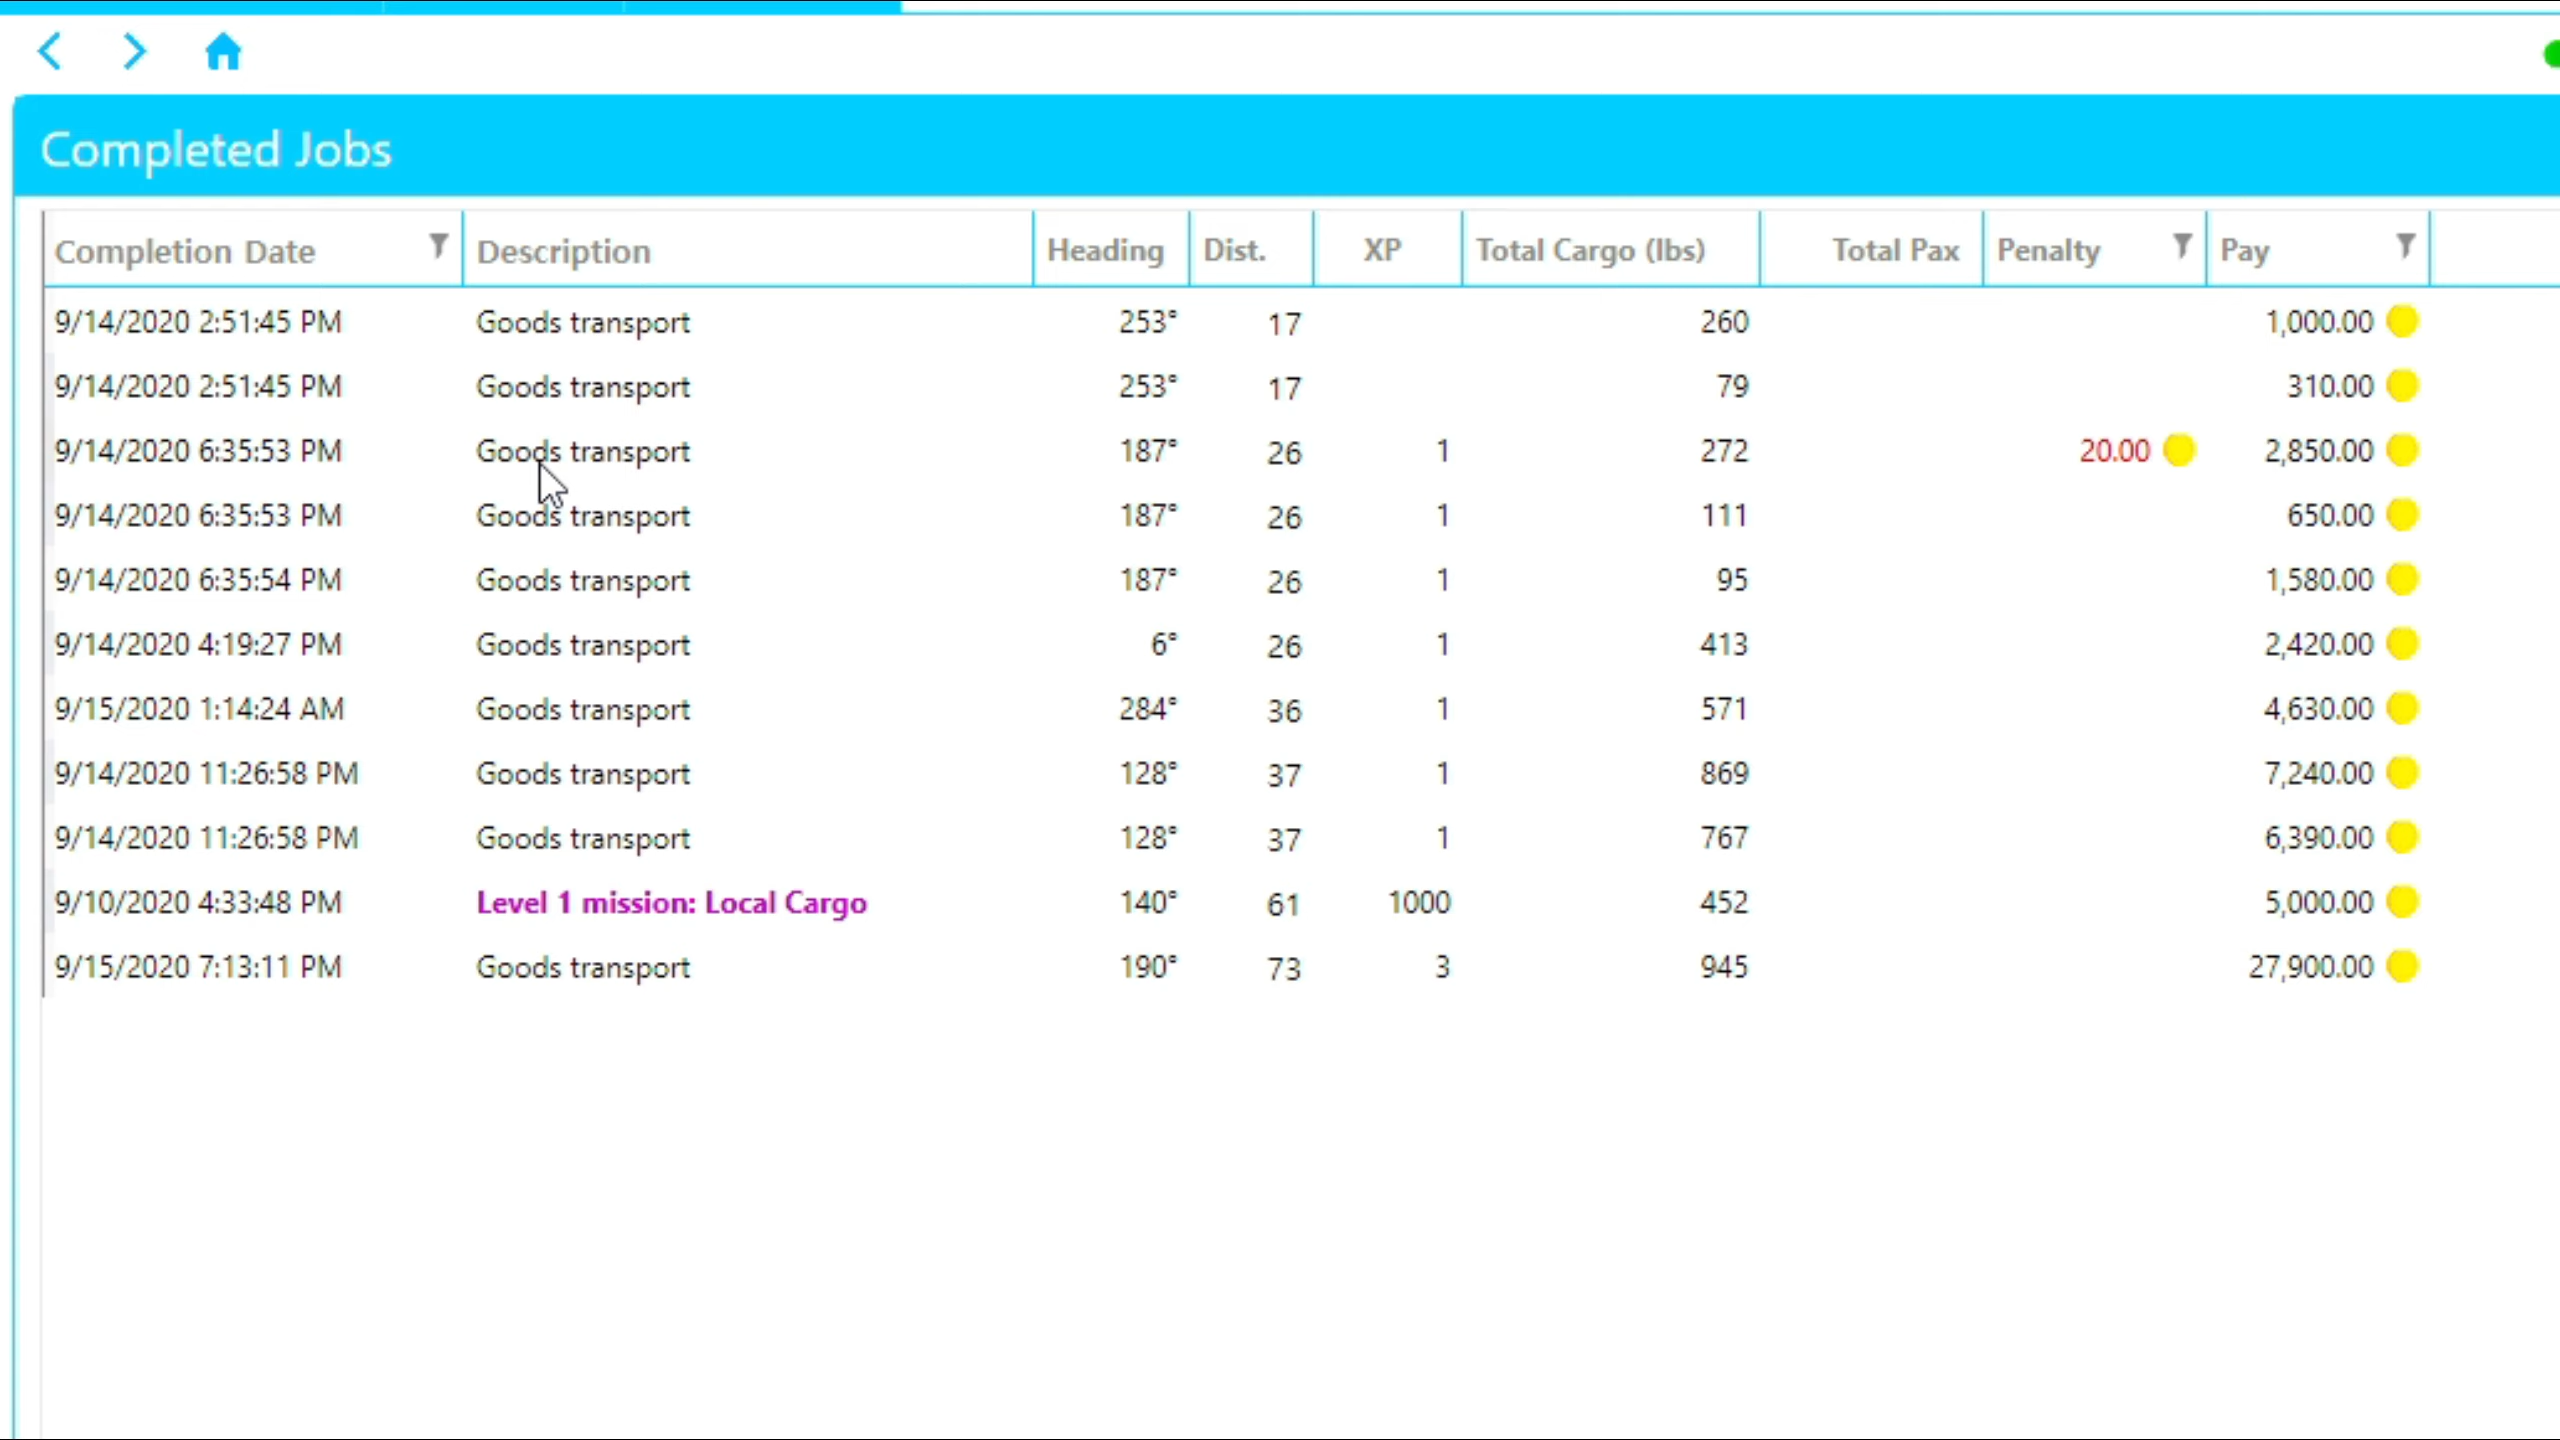 Completed Jobs
Completion Date Description Heading Dist. XP Total Cargo (lbs) Total Pax Penalty Pay
9/14/2020 2:51:45 PM Goods transport 253° 17 260 1,000.00
9/14/2020 2:51:45 PM Goods transport 253° 17 79 310.00
9/14/2020 6:35:53 PM Goods transport 187° 26 1 272 20.00 2,850.00
9/14/2020 6:35:53 PM Goods transport 187° 26 1 111 650.00
9/14/2020 6:35:54 PM Goods transport 187° 26 1 95 1,580.00
9/14/2020 4:19:27 PM Goods transport 6° 26 1 413 2,420.00
9/15/2020 1:14:24 AM Goods transport 284° 36 1 571 4,630.00
9/14/2020 11:26:58 PM Goods transport 128° 37 1 869 7,240.00
9/14/2020 11:26:58 PM Goods transport 128° 37 1 767 6,390.00
9/10/2020 4:33:48 PM Level 1 mission: Local Cargo 140° 61 1000 452 5,000.00
9/15/2020 7:13:11 PM Goods transport 190° 73 3 945 27,900.00